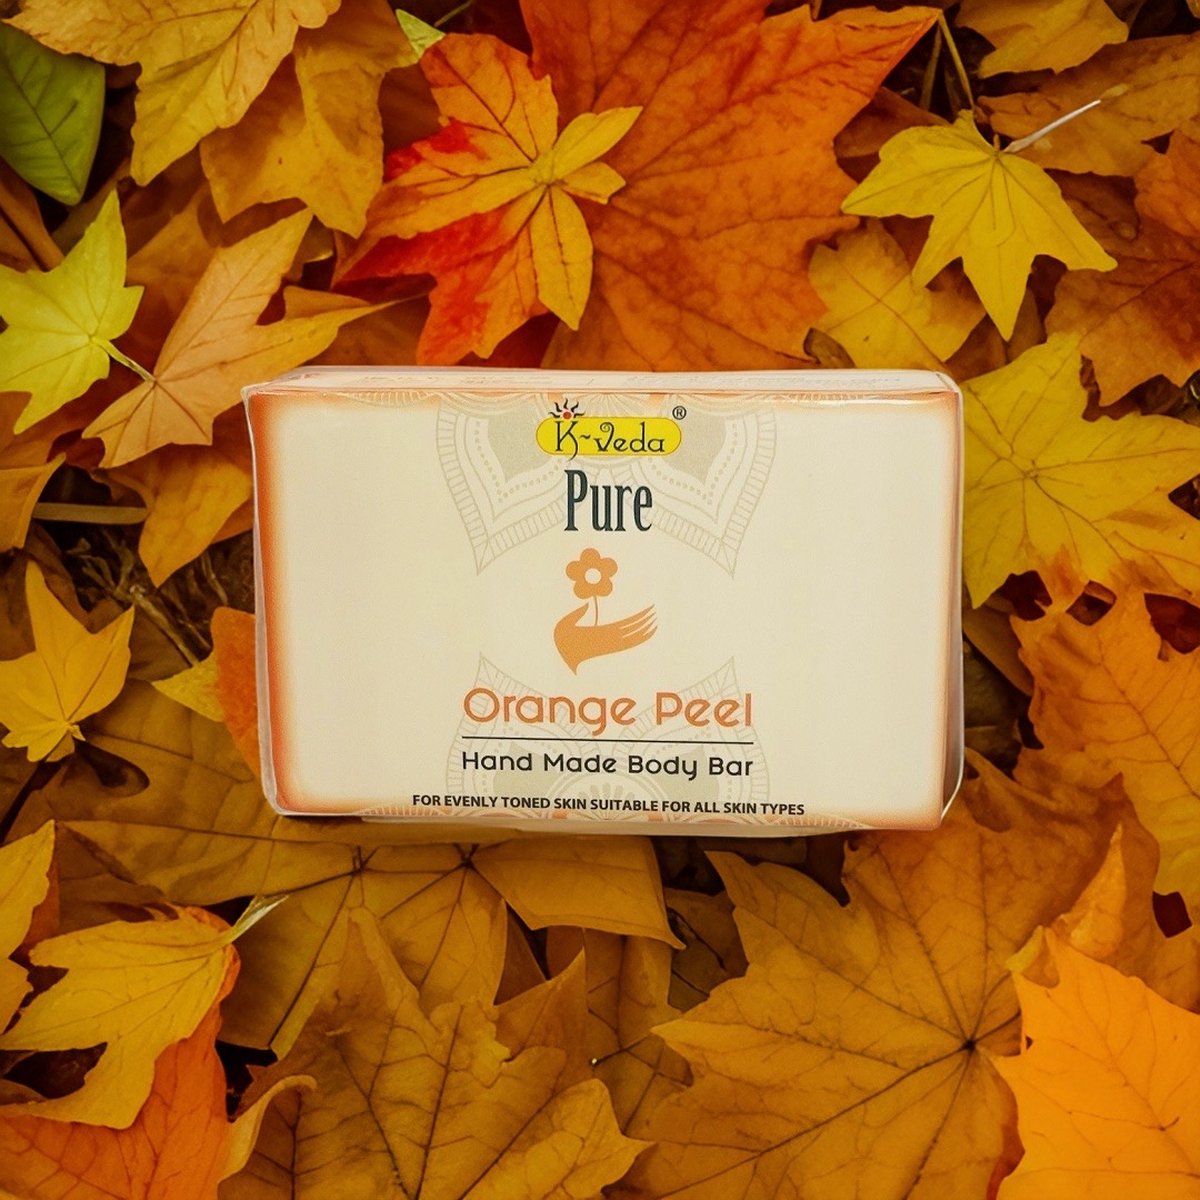 K~Veda ®
Pure
Orange Peel
Hand Made Body Bar
FOR EVENLY TONED SKIN SUITABLE FOR ALL SKIN TYPES